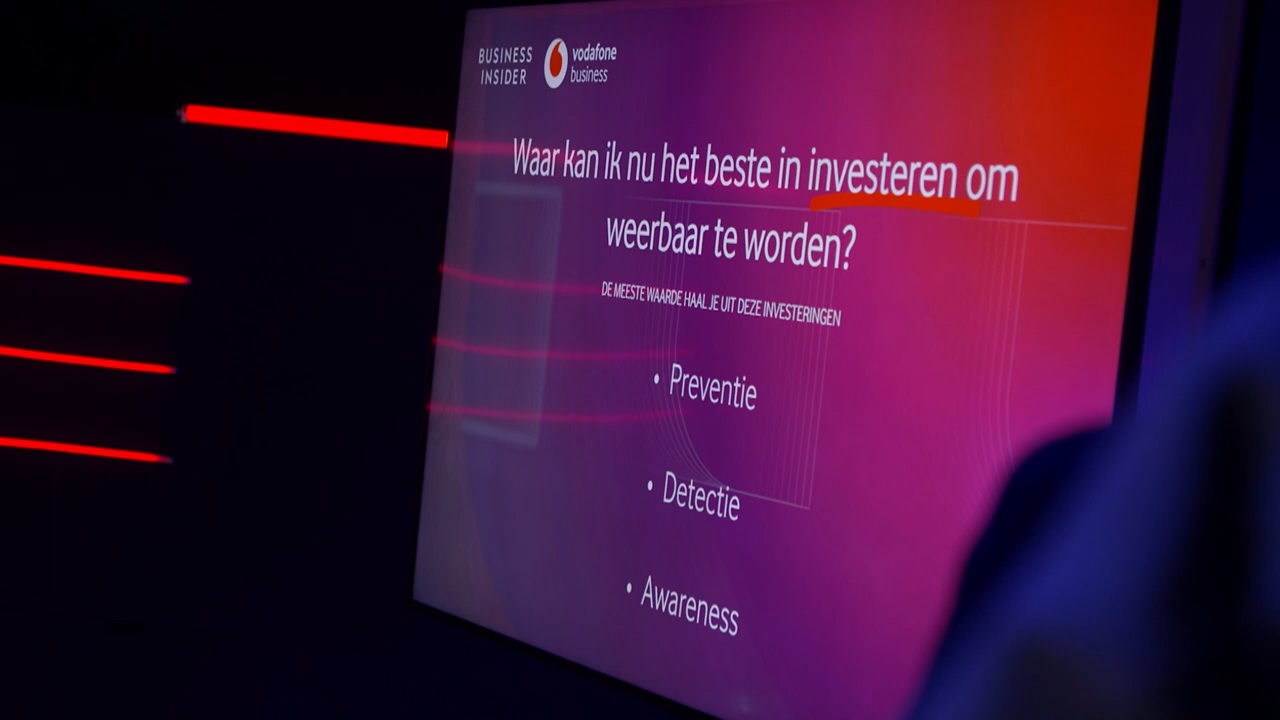 BUSINESS
INSIDER
vodafone
business
Waar kan ik nu het beste in investeren om
weerbaar te worden?
DE MEESTE WAARDE HAAL JE UIT DEZE INVESTERINGEN
• Preventie
• Detectie
• Awareness